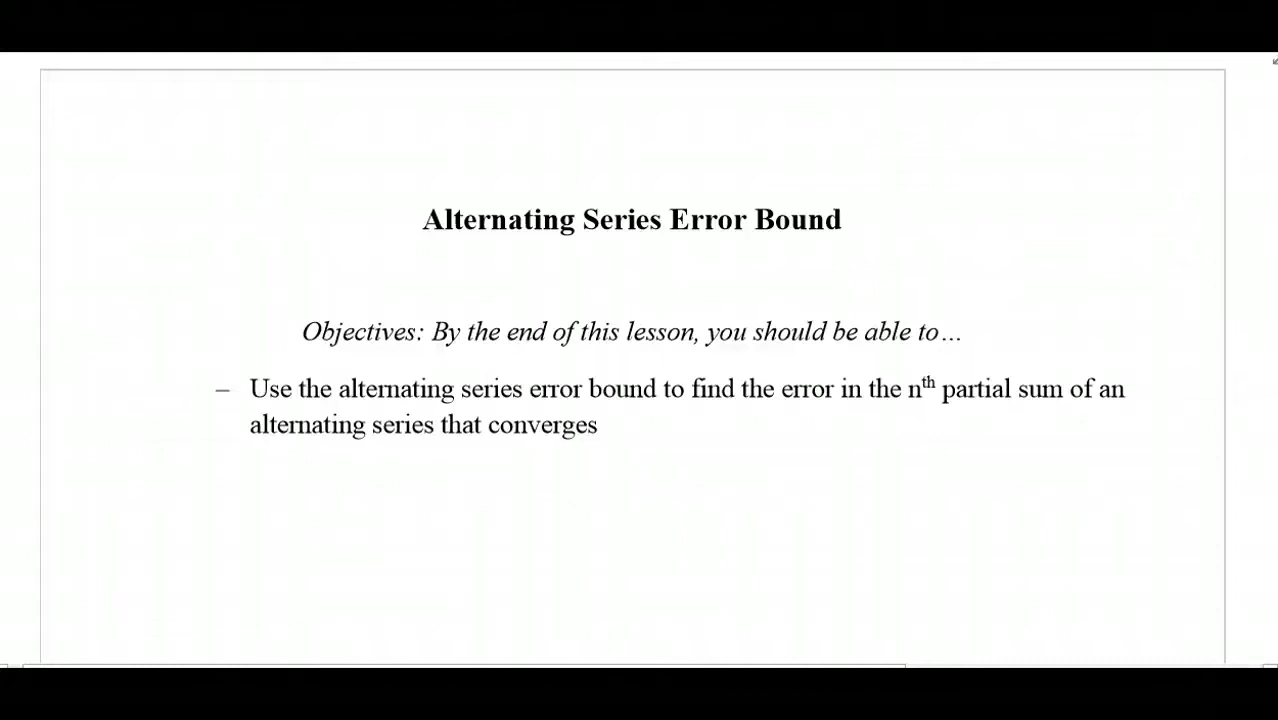 Alternating Series Error Bound
Objectives: By the end of this lesson, you should be able to…
– Use the alternating series error bound to find the error in the nth partial sum of an
alternating series that converges